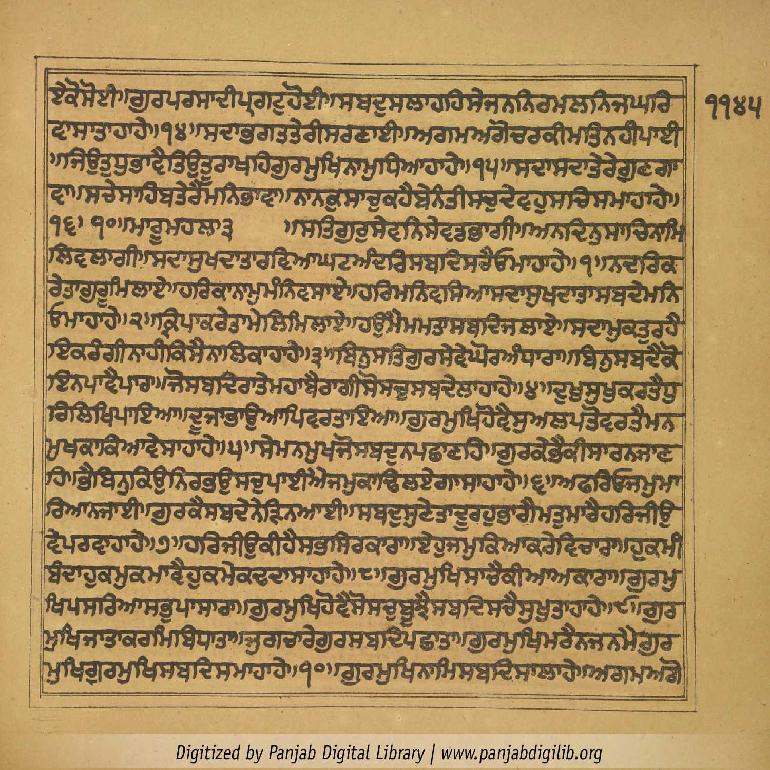 ਏਕੋਸੋਈ॥ਗੁਰਪਰਸਾਦੀਪ੍ਰਗਟੁਹੋਈ॥ਸਬਦੁਸਲਾਹਹਿਸੇਜਨਨਿਰਮਲਨਿਜਘਰਿ
੧੧੪੫
ਵਾਸਾਤਾਹਾਹੇ॥੧੪॥ਸਦਾਭਗਤਤੇਰੀਸਰਣਾਈ॥ਅਗਮਅਗੋਚਰਕੀਮਤਿਨਹੀਪਾਈ
॥ਜਿਉਤੁਧੁਭਾਵੈਤਿਉਤੂਰਾਖਹਿਗੁਰਮੁਖਿਨਾਮੁਧਿਆਹਾਹੇ॥੧੫॥ਸਦਾਸਦਾਤੇਰੇਗੁਣਗਾ
ਵਾ॥ਸਚੇਸਾਹਿਬਤੇਰੈਮਨਿਭਾਵਾ॥ਨਾਨਕੁਸਾਚੁਕਹੈਬੇਨੰਤੀਸਚੁਦੇਵਹੁਸਚਿਸਮਾਹਾਹੇ॥
੧੬॥੧੦॥ਮਾਰੂਮਹਲਾ੩ ॥ਸਤਿਗੁਰੁਸੇਵਨਿਸੇਵਡਭਾਗੀ॥ਅਨਦਿਨੁਸਾਚਿਨਾਮਿ
ਲਿਵਲਾਗੀ॥ਸਦਾਸੁਖਦਾਤਾਰਵਿਆਘਟਅੰਤਰਿਸਬਦਿਸਚੈਓਮਾਹਾਹੇ॥੧॥ਨਦਰਿਕ
ਰੇਤਾਗੁਰੂਮਿਲਾਏ॥ਹਰਿਕਾਨਾਮੁਮੰਨਿਵਸਾਏ॥ਹਰਿਮਨਿਵਸਿਆਸਦਾਸੁਖਦਾਤਾਸਬਦੇਮਨਿ
ਓਮਾਹਾਹੇ॥੨॥ਕ੍ਰਿਪਾਕਰੇਤਾਮੇਲਿਮਿਲਾਏ॥ਹਉਮੈਮਮਤਾਸਬਦਿਜਲਾਏ॥ਸਦਾਮੁਕਤੁਰਹੈ
ਇਕਰੰਗੀਨਾਹੀਕਿਸੈਨਾਲਿਕਾਹਾਹੇ॥੩॥ਬਿਨੁਸਤਿਗੁਰਸੇਵੇਘੋਰਅੰਧਾਰਾ॥ਬਿਨੁਸਬਦੈਕੋ
ਇਨਪਾਵੈਪਾਰਾ॥ਜੋਸਬਦਿਰਾਤੇਮਹਾਬੈਰਾਗੀਸੋਸਚੁਸਬਦੇਲਾਹਾਹੇ॥੪॥ਦੁਖੁਸੁਖੁਕਰਤੈਧੁ
ਰਿਲਿਖਿਪਾਇਆ॥ਦੂਜਾਭਾਉਆਪਿਵਰਤਾਇਆ॥ਗੁਰਮੁਖਿਹੋਵੈਸੁਅਲਪਤੋਵਰਤੈਮਨ
ਮੁਖਕਾਕਿਆਵੇਸਾਹਾਹੇ॥੫॥ਸੇਮਨਮੁਖਜੋਸਬਦੁਨਪਛਾਣਹਿ॥ਗੁਰਕੇਭੈਕੀਸਾਰਨਜਾਣ
ਹਿ॥ਭੈਬਿਨੁਕਿਉਨਿਰਭਉਸਚੁਪਾਈਐਜਮੁਕਾਢਿਲਏਗਾਸਾਹਾਹੇ॥੬॥ਅਫਰਿਓਜਮੁਮਾ
ਰਿਆਨਜਾਈ॥ਗੁਰਕੈਸਬਦੇਨੇੜਿਨਆਈ॥ਸਬਦੁਸੁਣੇਤਾਦੂਰਹੁਭਾਗੈਮਤੁਮਾਰੇਹਰਿਜੀਉ
ਵੇਪਰਵਾਹਾਹੇ॥੭॥ਹਰਿਜੀਉਕੀਹੈਸਭਸਿਰਕਾਰਾ॥ਏਹੁਜਮੁਕਿਆਕਰੇਵਿਚਾਰਾ॥ਹੁਕਮੀ
ਬੰਦਾਹੁਕਮੁਕਮਾਵੈਹੁਕਮੇਕਢਦਾਸਾਹਾਹੇ॥੮॥ਗੁਰਮੁਖਿਸਾਚੈਕੀਆਅਕਾਰਾ॥ਗੁਰਮੁ
ਖਿਪਸਰਿਆਸਭੁਪਾਸਾਰਾ॥ਗੁਰਮੁਖਿਹੋਵੈਸੋਸਚੁਬੂਝੈਸਬਦਿਸਚੈਸੁਖੁਤਾਹਾਹੇ॥੯॥ਗੁਰ
ਮੁਖਿਜਾਤਾਕਰਮਿਬਿਧਾਤਾ॥ਜੁਗਚਾਰੇਗੁਰਸਬਦਿਪਛਾਤਾ॥ਗੁਰਮੁਖਿਮਰੈਨਜਨਮੈਗੁਰ
ਮੁਖਿਗੁਰਮੁਖਿਸਬਦਿਸਮਾਹਾਹੇ॥੧੦॥ਗੁਰਮੁਖਿਨਾਮਿਸਬਦਿਸਾਲਾਹੇ॥ਅਗਮਅਗੋ
Digitized by Panjab Digital Library | www.panjabdigilib.org